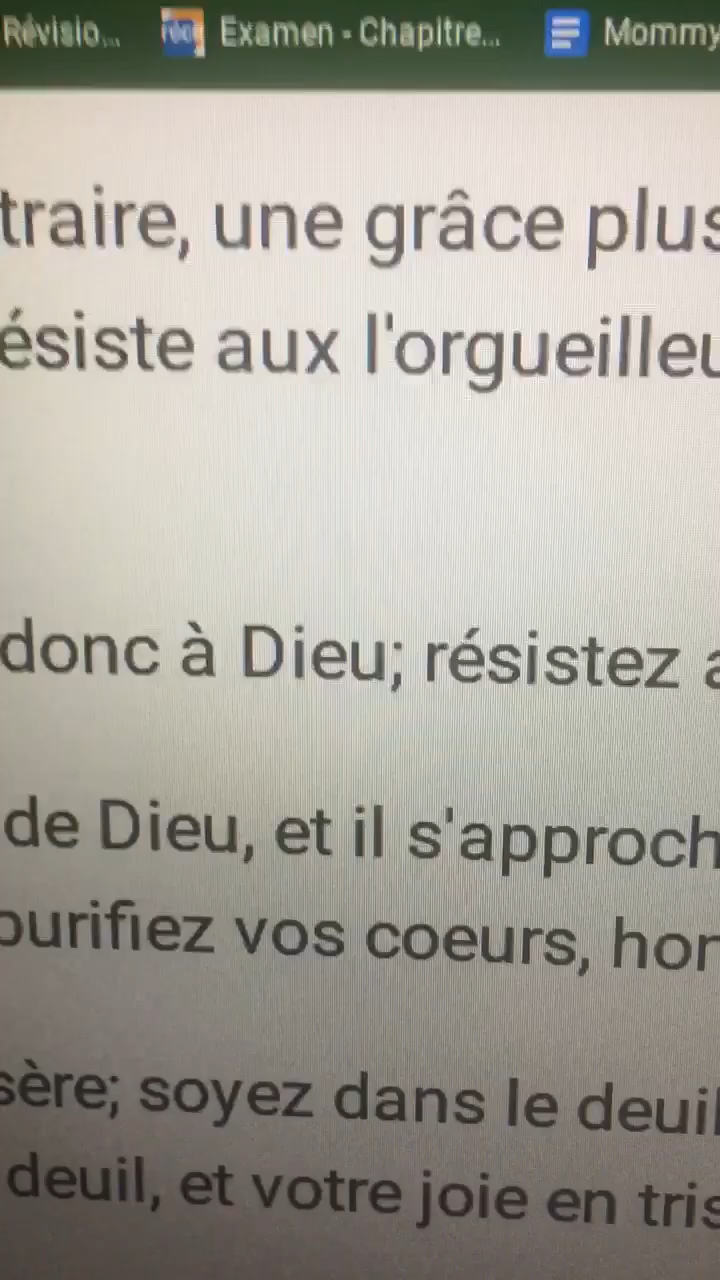 Révisio... Examen - Chapitre... Mommy
traire, une grâce plus
ésiste aux l'orgueilleu
donc à Dieu; résistez a
de Dieu, et il s'approch
purifiez vos coeurs, hor
sère; soyez dans le deuil
deuil, et votre joie en tris